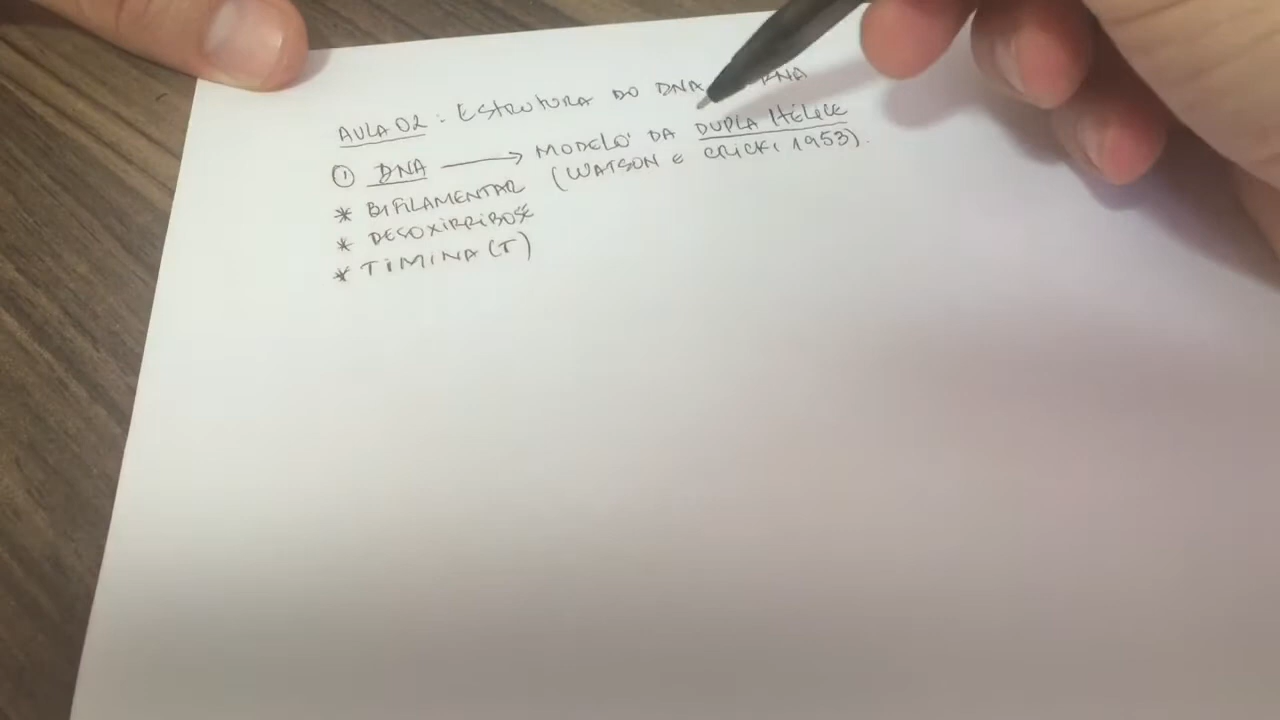 AULA 02: ESTRUTURA DO DNA RNA
① DNA → MODELO DA DUPLA HÉLICE
(WATSON E CRICK, 1953).
* BIFILAMENTAR
* DESOXIRRIBOSE
* TIMINA (T)